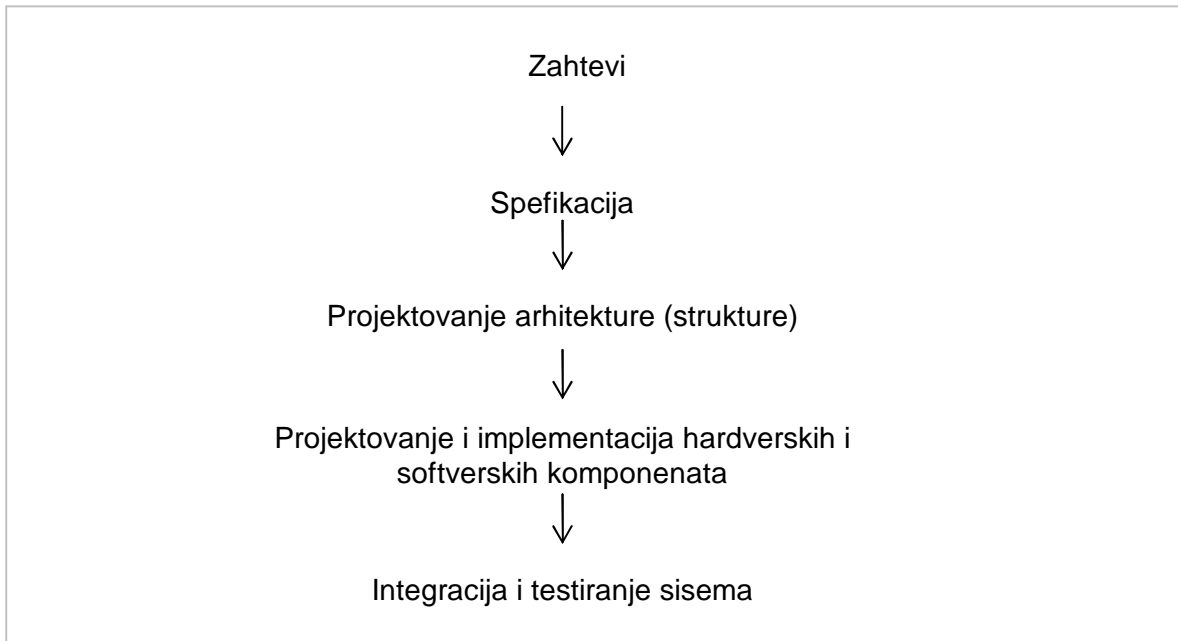 Zahtevi
Spefikacija
Projektovanje arhitekture (strukture)
Projektovanje i implementacija hardverskih i
softverskih komponenata
Integracija i testiranje sisema